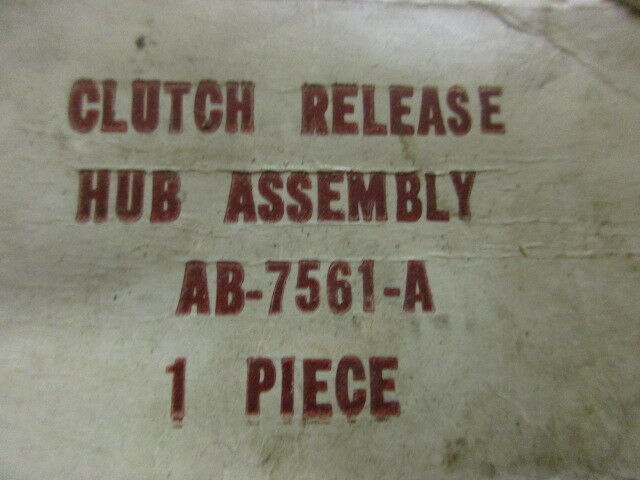 CLUTCH RELEASE
HUB ASSEMBLY
AB-7561-A
1 PIECE